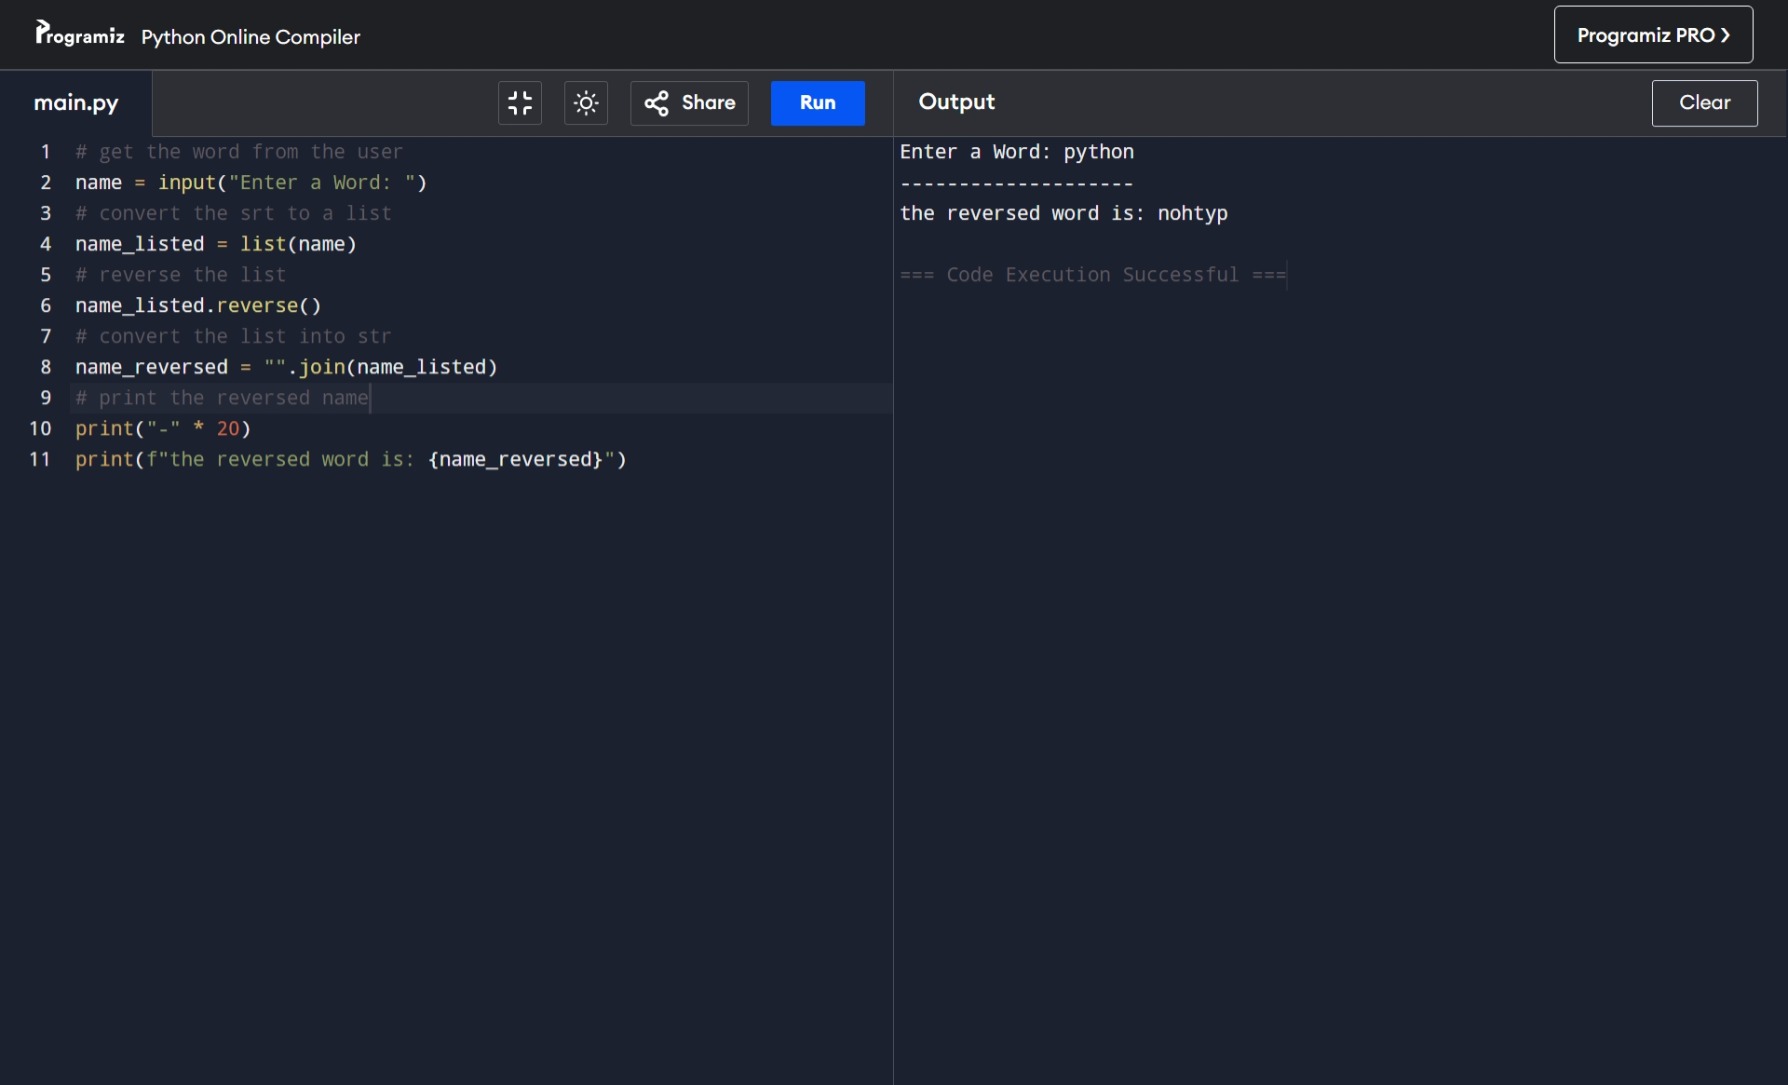 Programiz Python Online Compiler
Programiz PRO ❯
main.py
Share
Run
Output
Clear
1 # get the word from the user
2 name = input("Enter a Word: ")
3 # convert the srt to a list
4 name_listed = list(name)
5 # reverse the list
6 name_listed.reverse()
7 # convert the list into str
8 name_reversed = "".join(name_listed)
9 # print the reversed name
10 print("-" * 20)
11 print(f"the reversed word is: {name_reversed}")
Enter a Word: python
--------------------
the reversed word is: nohtyp
=== Code Execution Successful ===